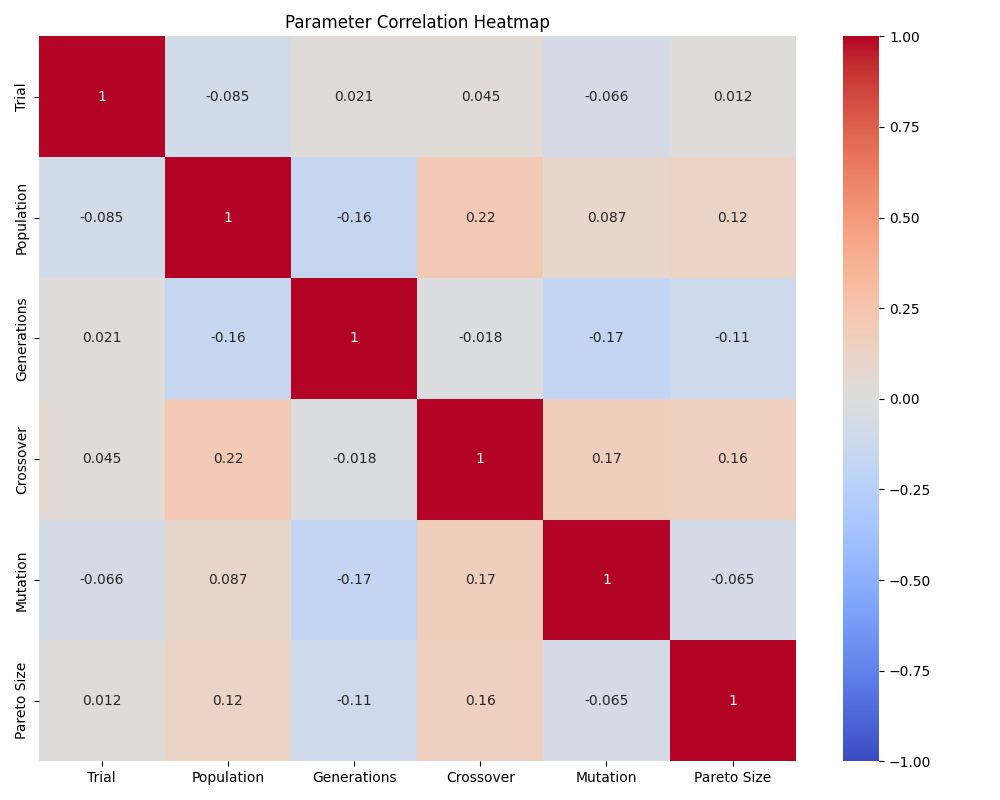 Parameter Correlation Heatmap
Trial 1 -0.085 0.021 0.045 -0.066 0.012
Population -0.085 1 -0.16 0.22 0.087 0.12
Generations 0.021 -0.16 1 -0.018 -0.17 -0.11
Crossover 0.045 0.22 -0.018 1 0.17 0.16
Mutation -0.066 0.087 -0.17 0.17 1 -0.065
Pareto Size 0.012 0.12 -0.11 0.16 -0.065 1
Trial Population Generations Crossover Mutation Pareto Size
1.00
0.75
0.50
0.25
0.00
−0.25
−0.50
−0.75
−1.00